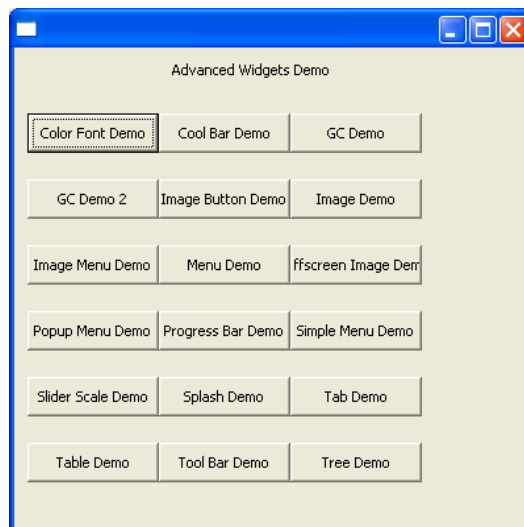 Advanced Widgets Demo
Color Font Demo
Cool Bar Demo
GC Demo
GC Demo 2
Image Button Demo
Image Demo
Image Menu Demo
Menu Demo
ffscreen Image Dem
Popup Menu Demo
Progress Bar Demo
Simple Menu Demo
Slider Scale Demo
Splash Demo
Tab Demo
Table Demo
Tool Bar Demo
Tree Demo